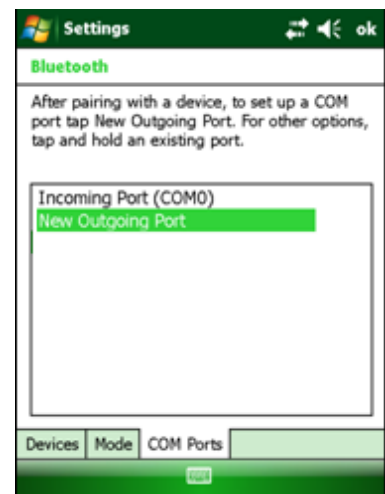 Settings
ok
Bluetooth
After pairing with a device, to set up a COM
port tap New Outgoing Port. For other options,
tap and hold an existing port.
Incoming Port (COM0)
New Outgoing Port
Devices Mode COM Ports